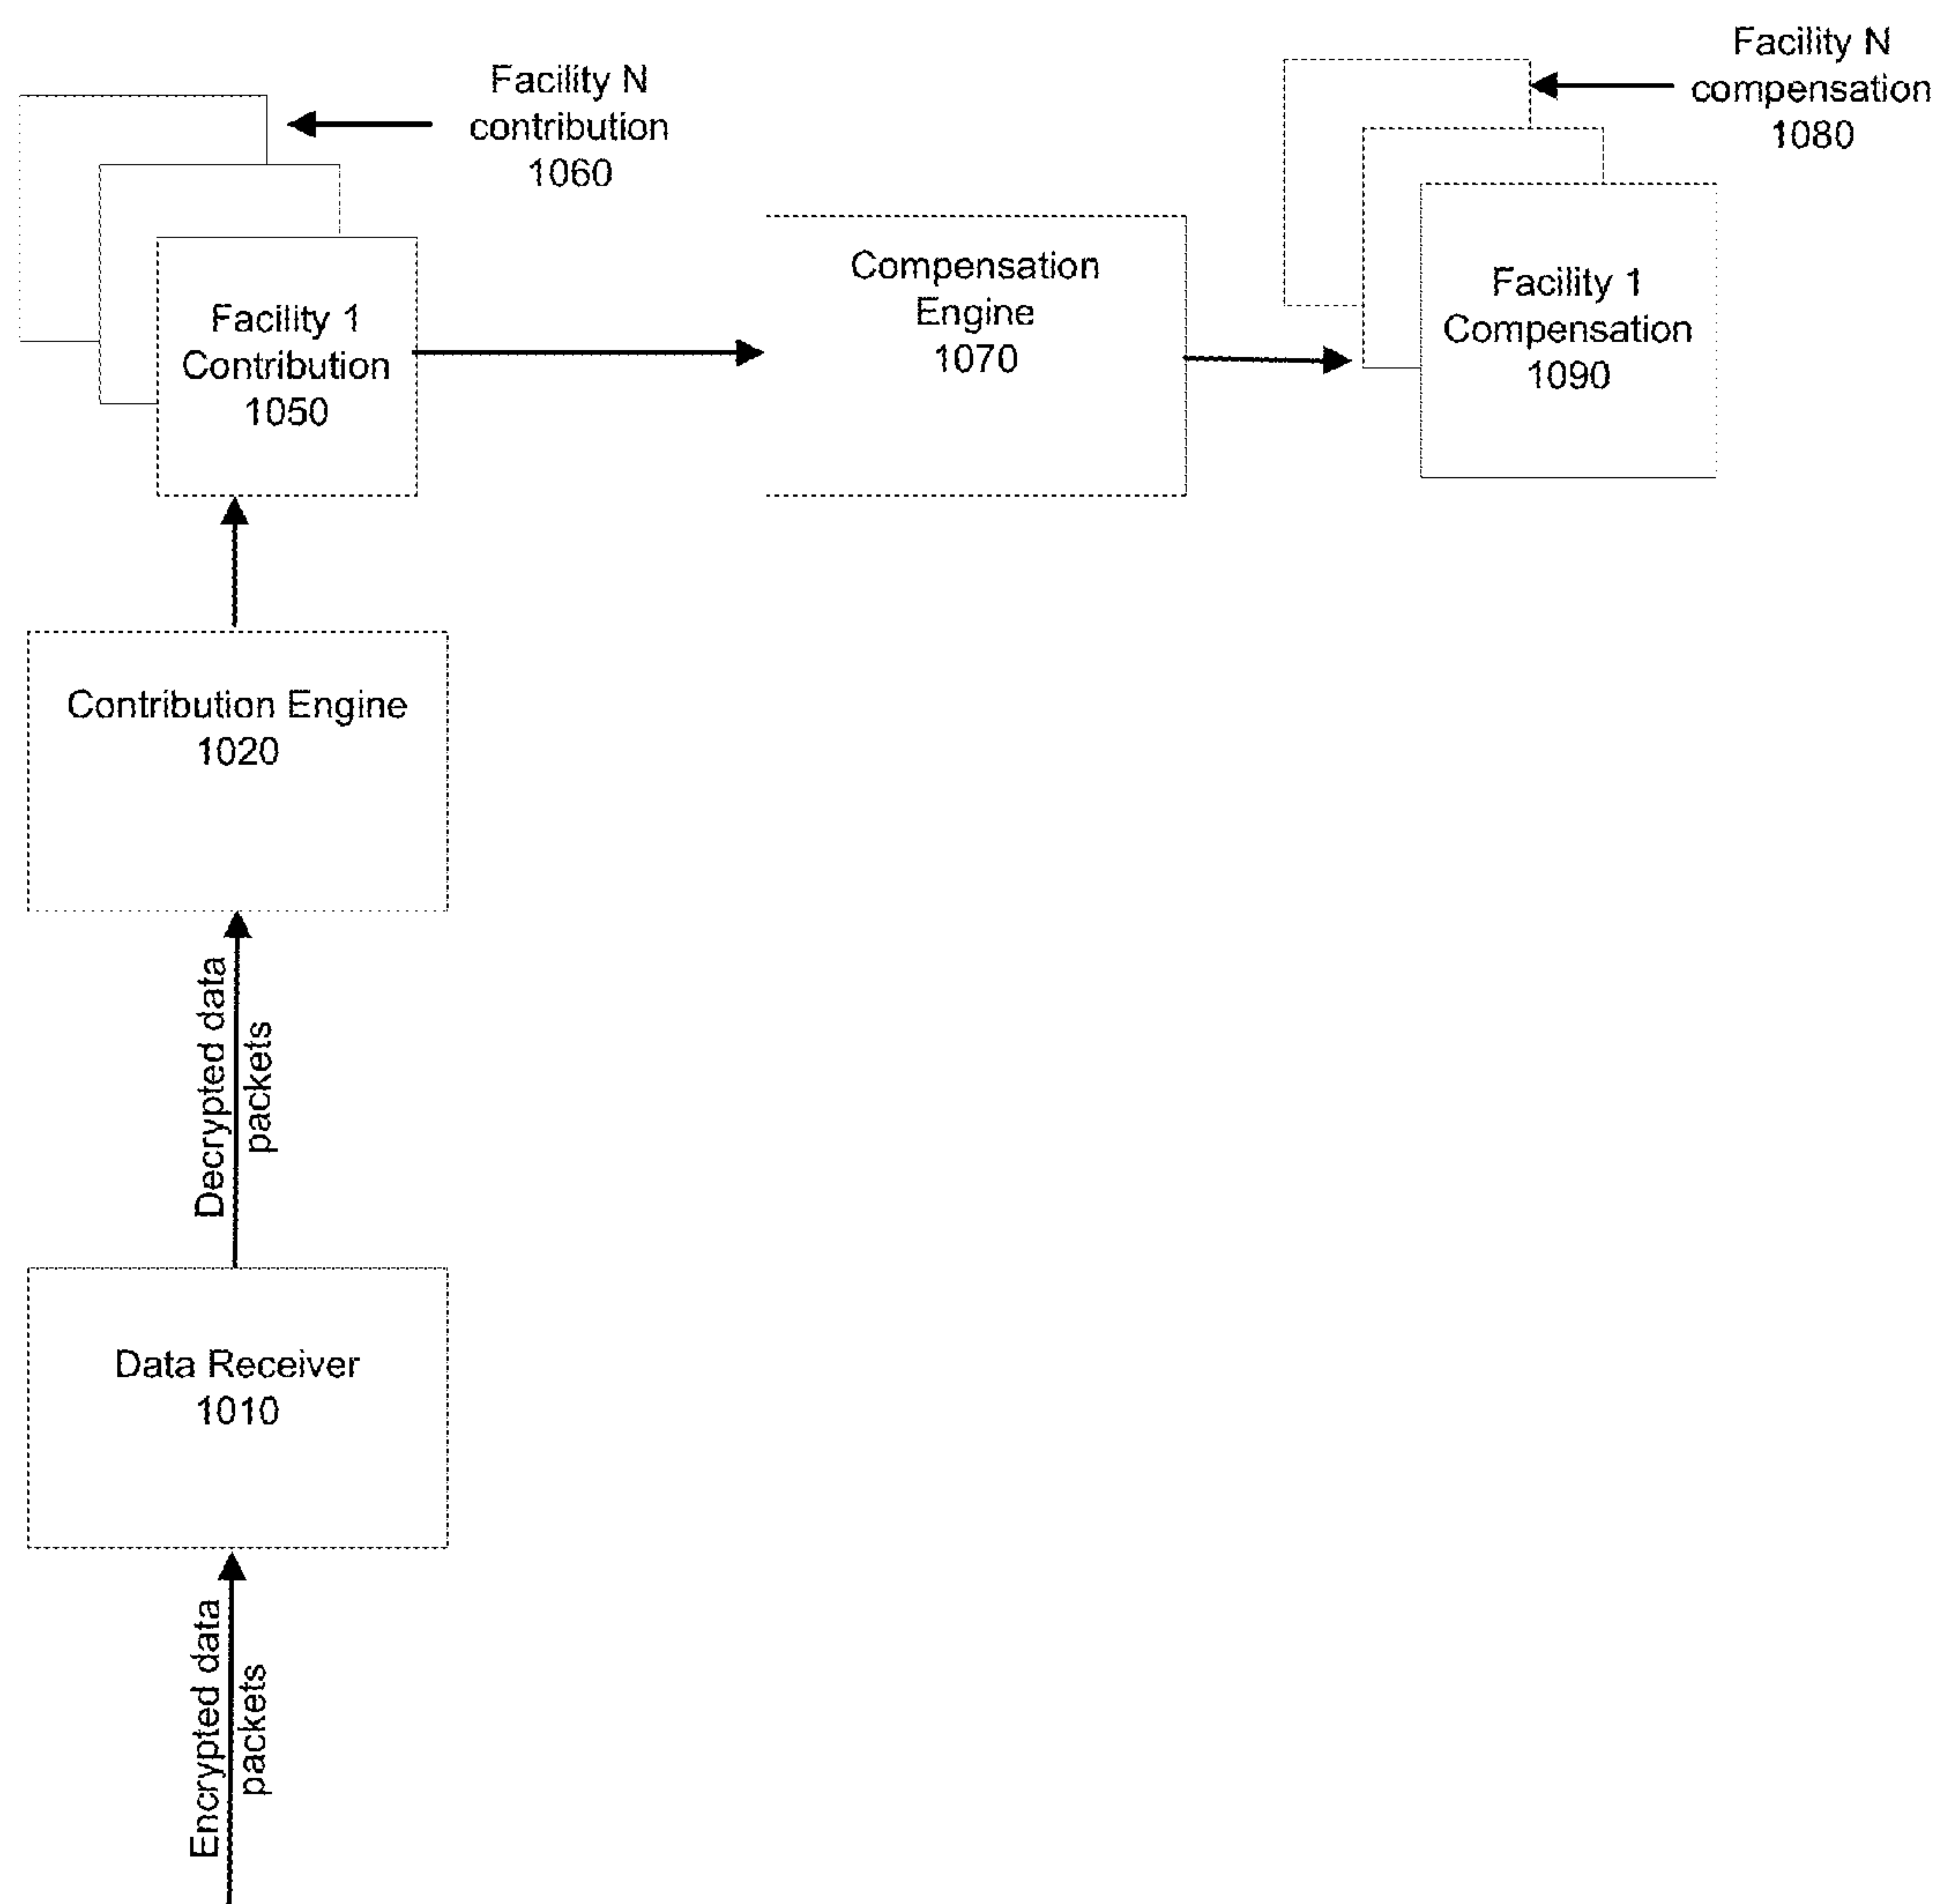 Facility N
contribution
1060
Facility N
compensation
1080
Facility 1
Contribution
1050
Compensation
Engine
1070
Facility 1
Compensation
1090
Contribution Engine
1020
Decrypted data
packets
Data Receiver
1010
Encrypted data
packets